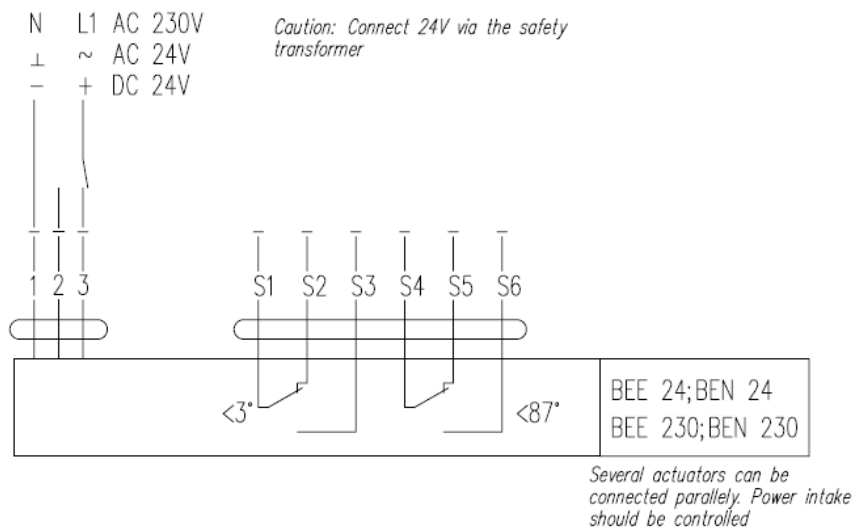 N L1 AC 230V
⊥ ~ AC 24V
− + DC 24V
Caution: Connect 24V via the safety
transformer
1 2 3 S1 S2 S3 S4 S5 S6
<3° <87°
BEE 24;BEN 24
BEE 230;BEN 230
Several actuators can be
connected parallely. Power intake
should be controlled